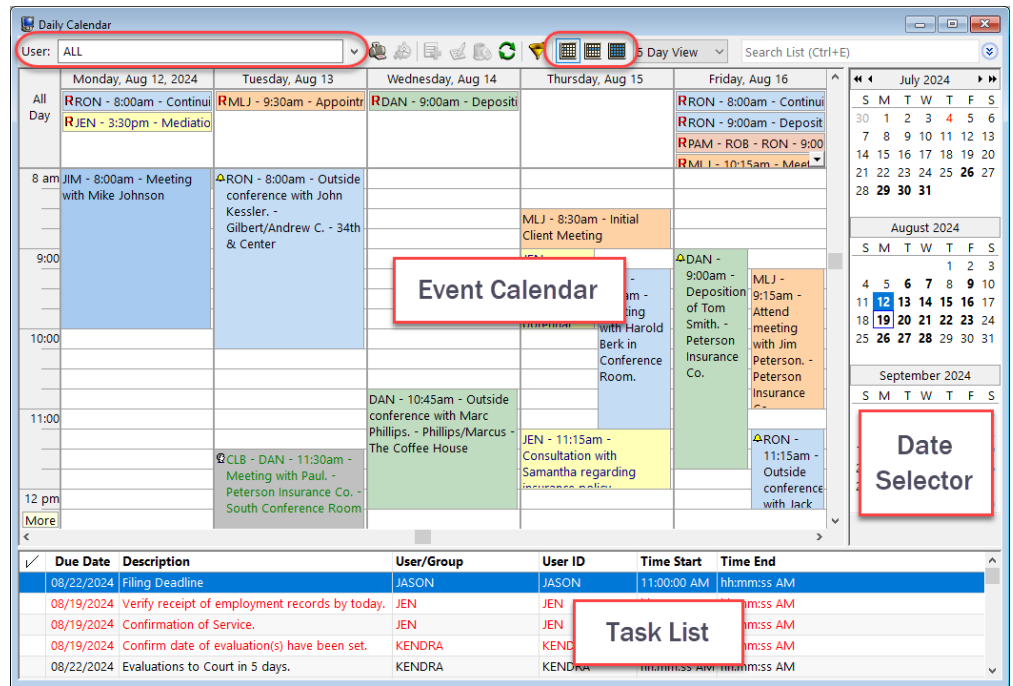 Daily Calendar
User: ALL
5 Day View
Search List (Ctrl+E)
Monday, Aug 12, 2024 Tuesday, Aug 13 Wednesday, Aug 14 Thursday, Aug 15 Friday, Aug 16
All Day
RRON - 8:00am - Continui
RJEN - 3:30pm - Mediatio
RMLJ - 9:30am - Appointr
RDAN - 9:00am - Depositi
RRON - 8:00am - Continui
RRON - 9:00am - Deposit
RPAM - ROB - RON - 9:00
RMLJ - 10:15am - Meet
8 am
9:00
10:00
11:00
12 pm
More
JIM - 8:00am - Meeting
with Mike Johnson
RON - 8:00am - Outside
conference with John
Kessler. -
Gilbert/Andrew C. - 34th
& Center
CLB - DAN - 11:30am -
Meeting with Paul. -
Peterson Insurance Co. -
South Conference Room
DAN - 10:45am - Outside
conference with Marc
Phillips. - Phillips/Marcus -
The Coffee House
MLJ - 8:30am - Initial
Client Meeting
with Harold
Berk in
Conference
Room.
JEN - 11:15am -
Consultation with
Samantha regarding
insurance policy
DAN -
9:00am -
Deposition
of Tom
Smith. -
Peterson
Insurance
Co.
MLJ -
9:15am -
Attend
meeting
with Jim
Peterson. -
Peterson
Insurance
RON -
11:15am -
Outside
conference
with Jack
Event Calendar
July 2024
S M T W T F S
30 1 2 3 4 5 6
7 8 9 10 11 12 13
14 15 16 17 18 19 20
21 22 23 24 25 26 27
28 29 30 31
August 2024
S M T W T F S
1 2 3
4 5 6 7 8 9 10
11 12 13 14 15 16 17
18 19 20 21 22 23 24
25 26 27 28 29 30 31
September 2024
S M T W T F S
Date
Selector
Due Date Description User/Group User ID Time Start Time End
08/22/2024 Filing Deadline JASON JASON 11:00:00 AM hh:mm:ss AM
08/19/2024 Verify receipt of employment records by today. JEN JEN hh:mm:ss AM
08/19/2024 Confirmation of Service. JEN JEN
08/19/2024 Confirm date of evaluation(s) have been set. KENDRA
08/22/2024 Evaluations to Court in 5 days. KENDRA KENDRA hh:mm:ss AM hh:mm:ss AM
Task List